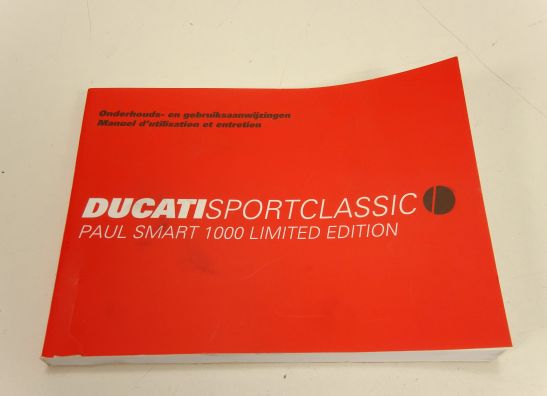 Onderhouds- en gebruiksaanwijzingen
Manuel d'utilisation et entretien
DUCATISPORTCLASSIC
PAUL SMART 1000 LIMITED EDITION